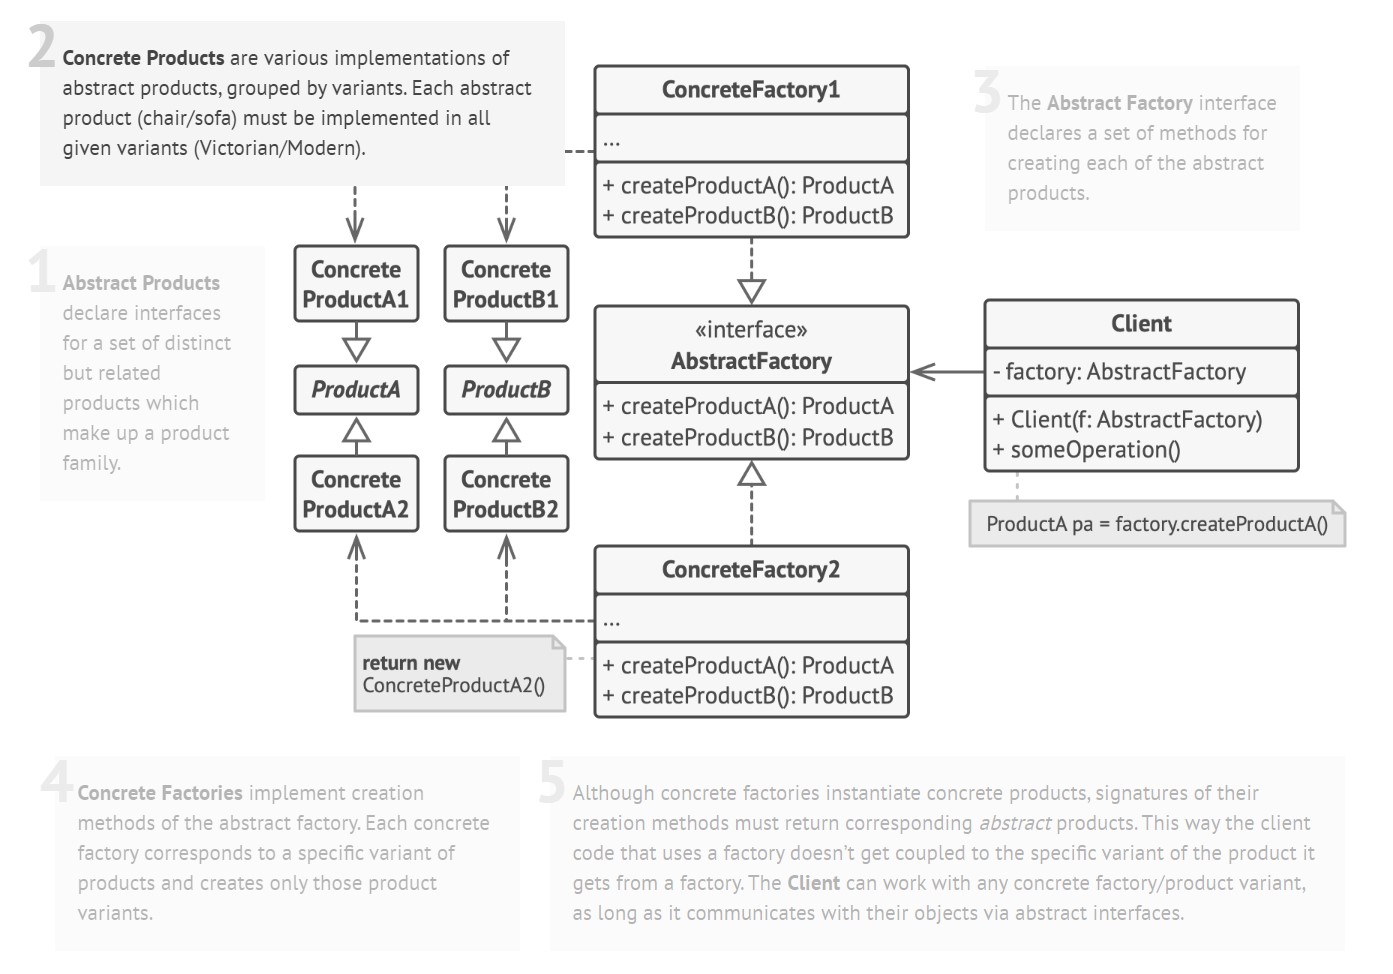 2
Concrete Products are various implementations of
abstract products, grouped by variants. Each abstract
product (chair/sofa) must be implemented in all
given variants (Victorian/Modern).
ConcreteFactory1
...
+ createProductA(): ProductA
+ createProductB(): ProductB
3
The Abstract Factory interface
declares a set of methods for
creating each of the abstract
products.
1
Abstract Products
declare interfaces
for a set of distinct
but related
products which
make up a product
family.
Concrete
ProductA1
Concrete
ProductB1
ProductA
ProductB
Concrete
ProductA2
Concrete
ProductB2
«interface»
AbstractFactory
+ createProductA(): ProductA
+ createProductB(): ProductB
Client
- factory: AbstractFactory
+ Client(f: AbstractFactory)
+ someOperation()
ProductA pa = factory.createProductA()
ConcreteFactory2
...
+ createProductA(): ProductA
+ createProductB(): ProductB
return new
ConcreteProductA2()
4
Concrete Factories implement creation
methods of the abstract factory. Each concrete
factory corresponds to a specific variant of
products and creates only those product
variants.
5
Although concrete factories instantiate concrete products, signatures of their
creation methods must return corresponding abstract products. This way the client
code that uses a factory doesn’t get coupled to the specific variant of the product it
gets from a factory. The Client can work with any concrete factory/product variant,
as long as it communicates with their objects via abstract interfaces.